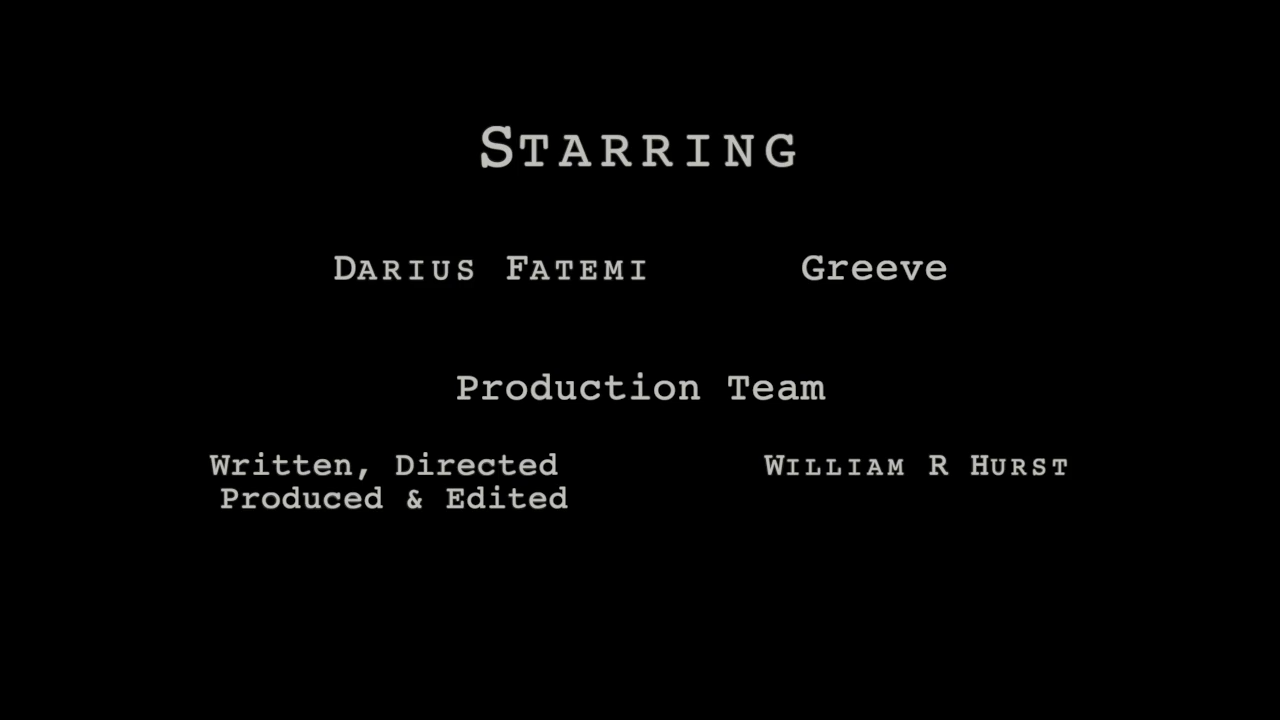 Starring
Darius Fatemi Greeve
Production Team
Written, Directed William R Hurst
Produced & Edited